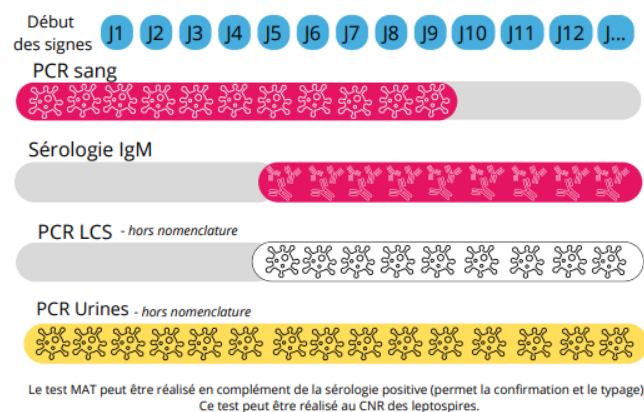 Début
des signes
J1 J2 J3 J4 J5 J6 J7 J8 J9 J10 J11 J12 J...
PCR sang
Sérologie IgM
PCR LCS - hors nomenclature
PCR Urines - hors nomenclature
Le test MAT peut être réalisé en complément de la sérologie positive (permet la confirmation et le typage)
Ce test peut être réalisé au CNR des leptospires.